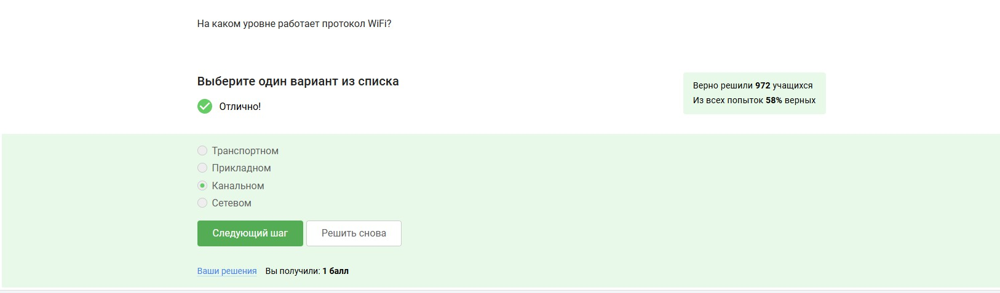 На каком уровне работает протокол WiFi?
Выберите один вариант из списка
Отлично!
Верно решили 972 учащихся
Из всех попыток 58% верных
Транспортном
Прикладном
Канальном
Сетевом
Следующий шаг
Решить снова
Ваши решения Вы получили: 1 балл